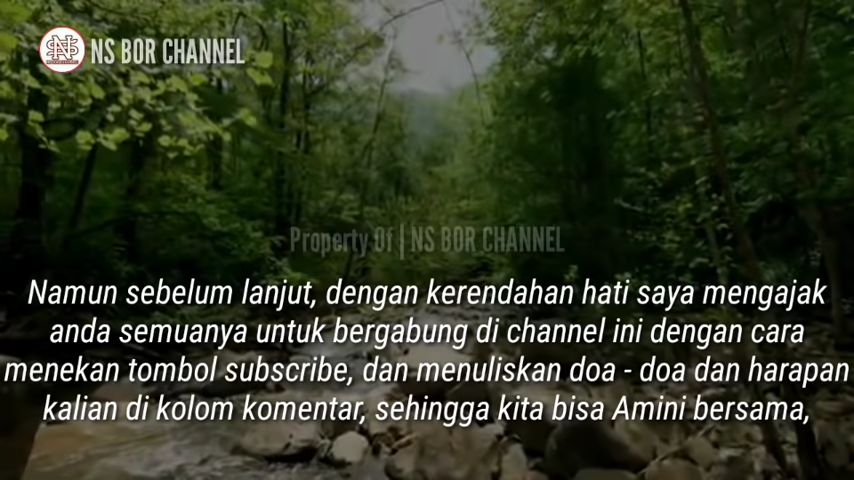 NS BOR CHANNEL
Property Of | NS BOR CHANNEL
Namun sebelum lanjut, dengan kerendahan hati saya mengajak
anda semuanya untuk bergabung di channel ini dengan cara
menekan tombol subscribe, dan menuliskan doa - doa dan harapan
kalian di kolom komentar, sehingga kita bisa Amini bersama,